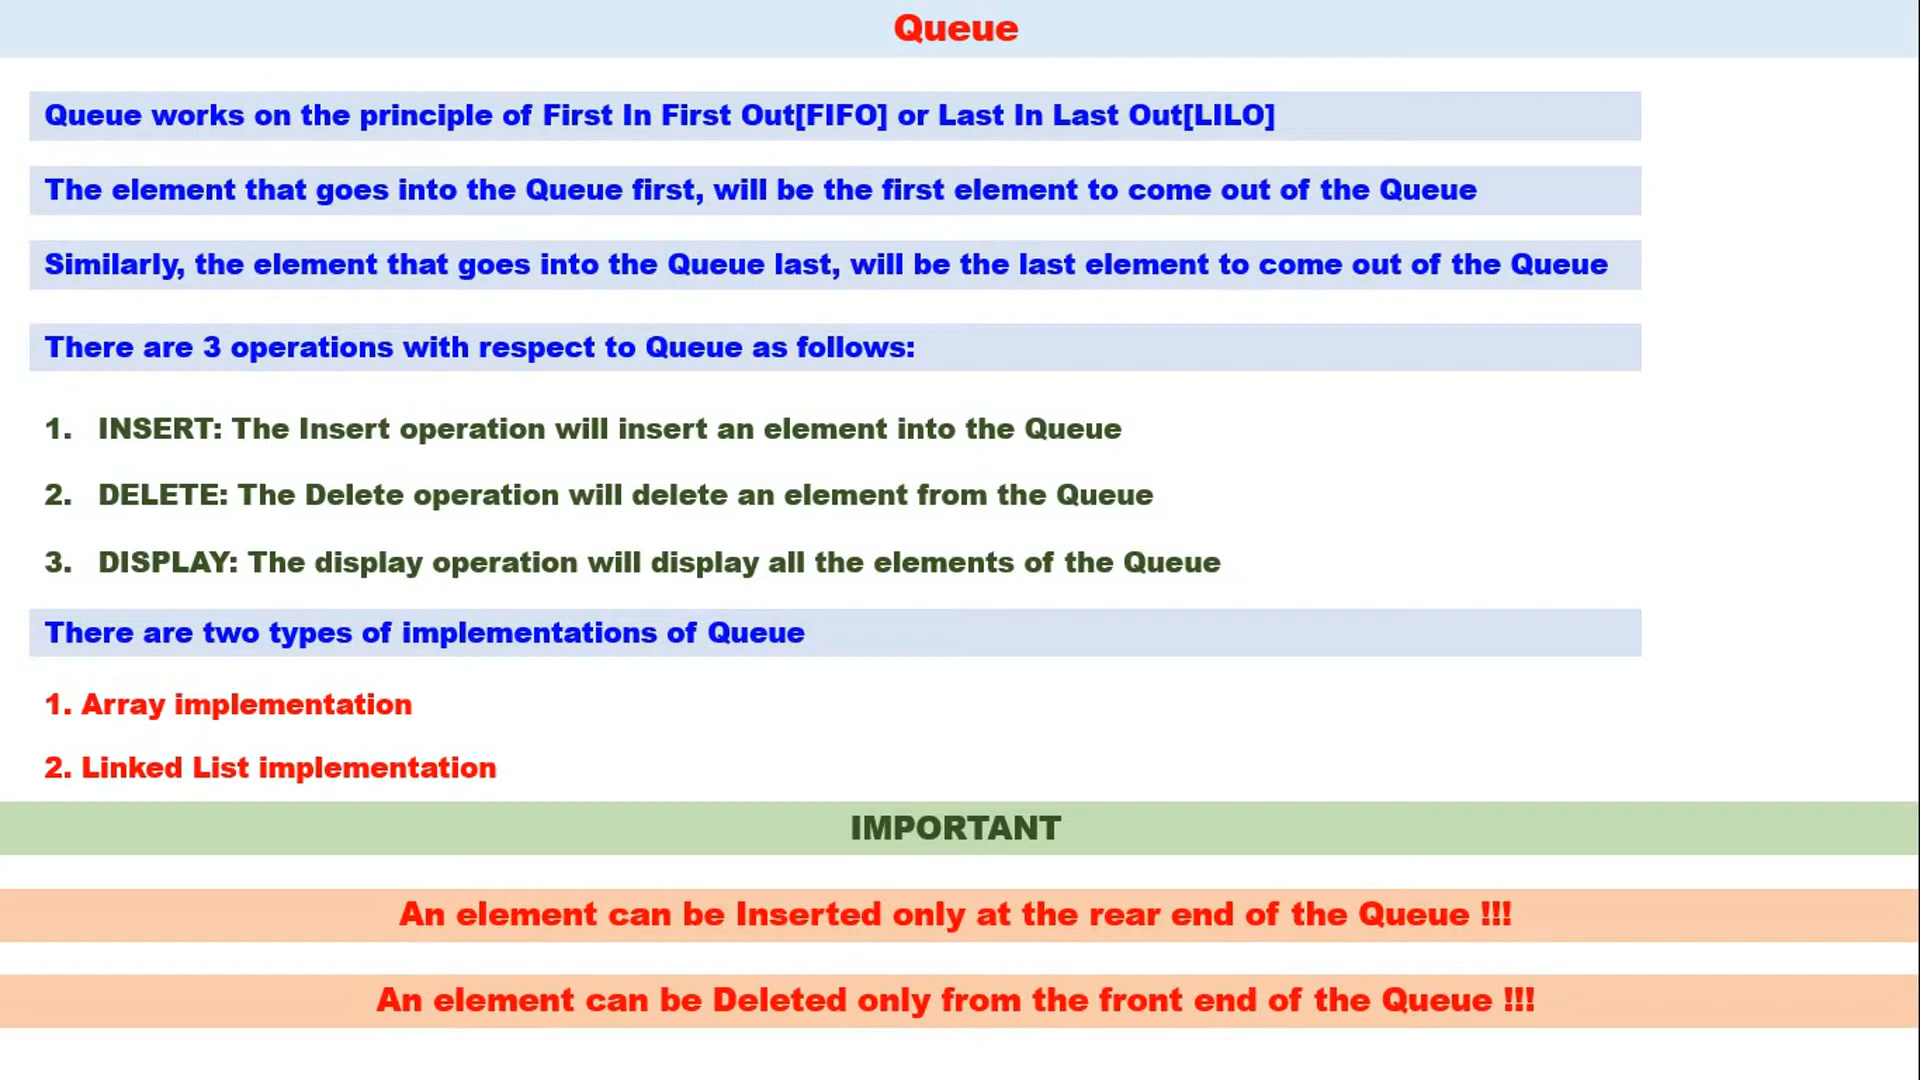 Queue
Queue works on the principle of First In First Out[FIFO] or Last In Last Out[LILO]
The element that goes into the Queue first, will be the first element to come out of the Queue
Similarly, the element that goes into the Queue last, will be the last element to come out of the Queue
There are 3 operations with respect to Queue as follows:
1. INSERT: The Insert operation will insert an element into the Queue
2. DELETE: The Delete operation will delete an element from the Queue
3. DISPLAY: The display operation will display all the elements of the Queue
There are two types of implementations of Queue
1. Array implementation
2. Linked List implementation
IMPORTANT
An element can be Inserted only at the rear end of the Queue !!!
An element can be Deleted only from the front end of the Queue !!!